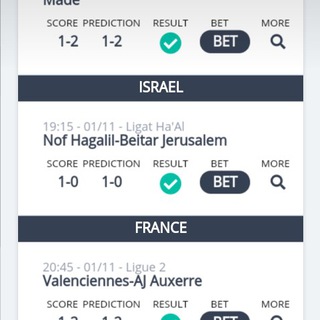 Made
SCORE PREDICTION RESULT BET MORE
1-2 1-2 BET
ISRAEL
19:15 - 01/11 - Ligat Ha'Al
Nof Hagalil-Beitar Jerusalem
SCORE PREDICTION RESULT BET MORE
1-0 1-0 BET
FRANCE
20:45 - 01/11 - Ligue 2
Valenciennes-AJ Auxerre
SCORE PREDICTION RESULT BET MORE